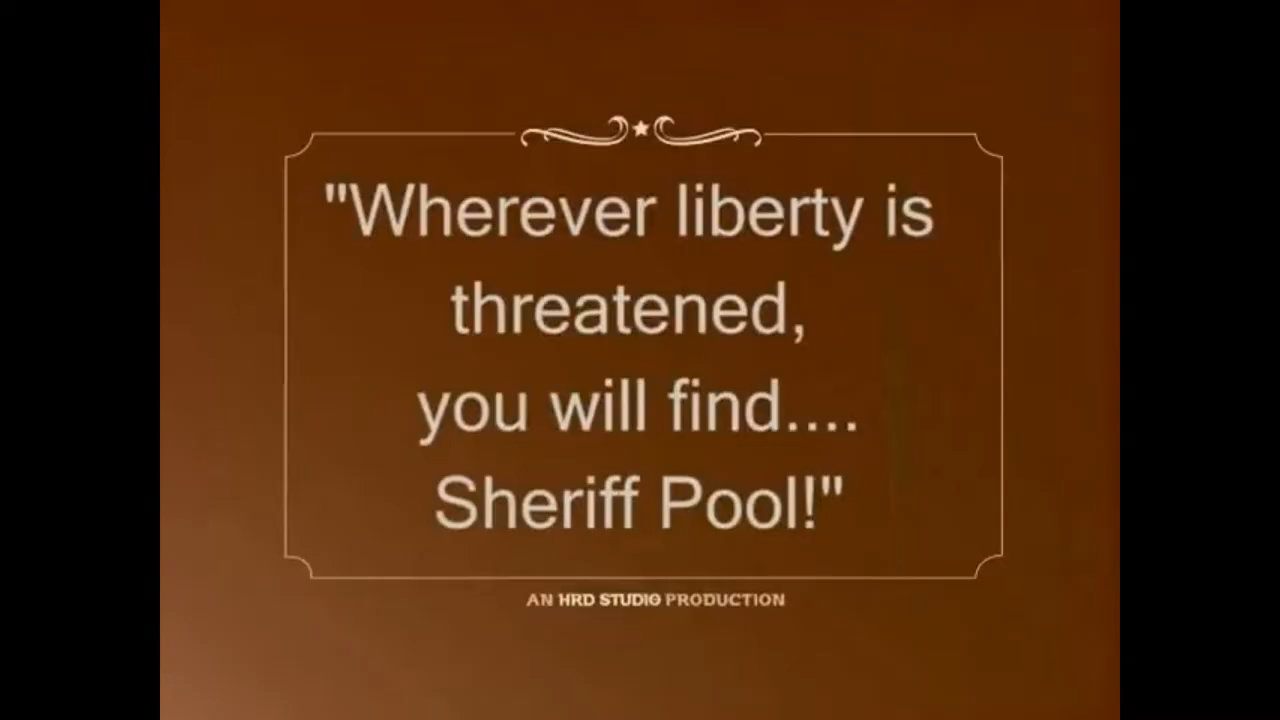 "Wherever liberty is
threatened,
you will find....
Sheriff Pool!"
AN HRD STUDIO PRODUCTION